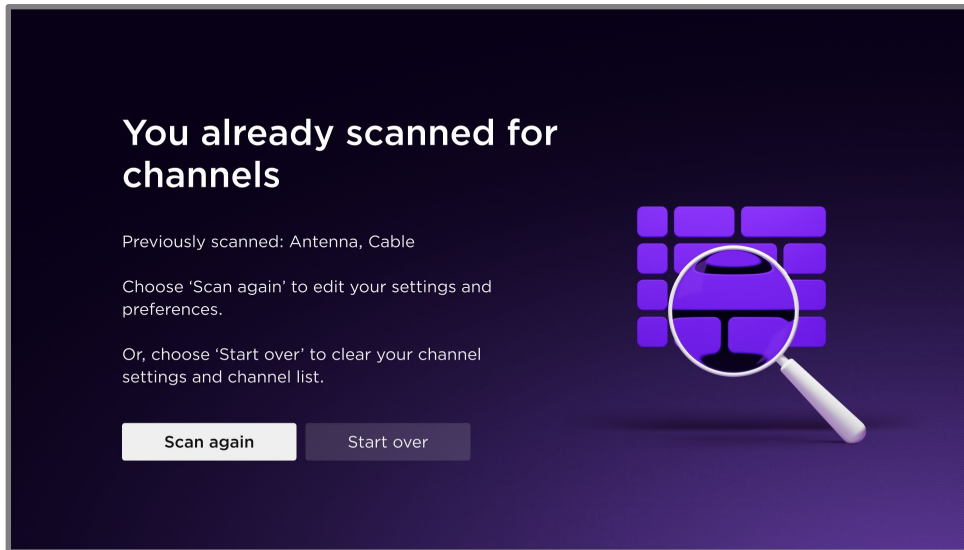 You already scanned for
channels
Previously scanned: Antenna, Cable
Choose ‘Scan again’ to edit your settings and
preferences.
Or, choose ‘Start over’ to clear your channel
settings and channel list.
Scan again
Start over